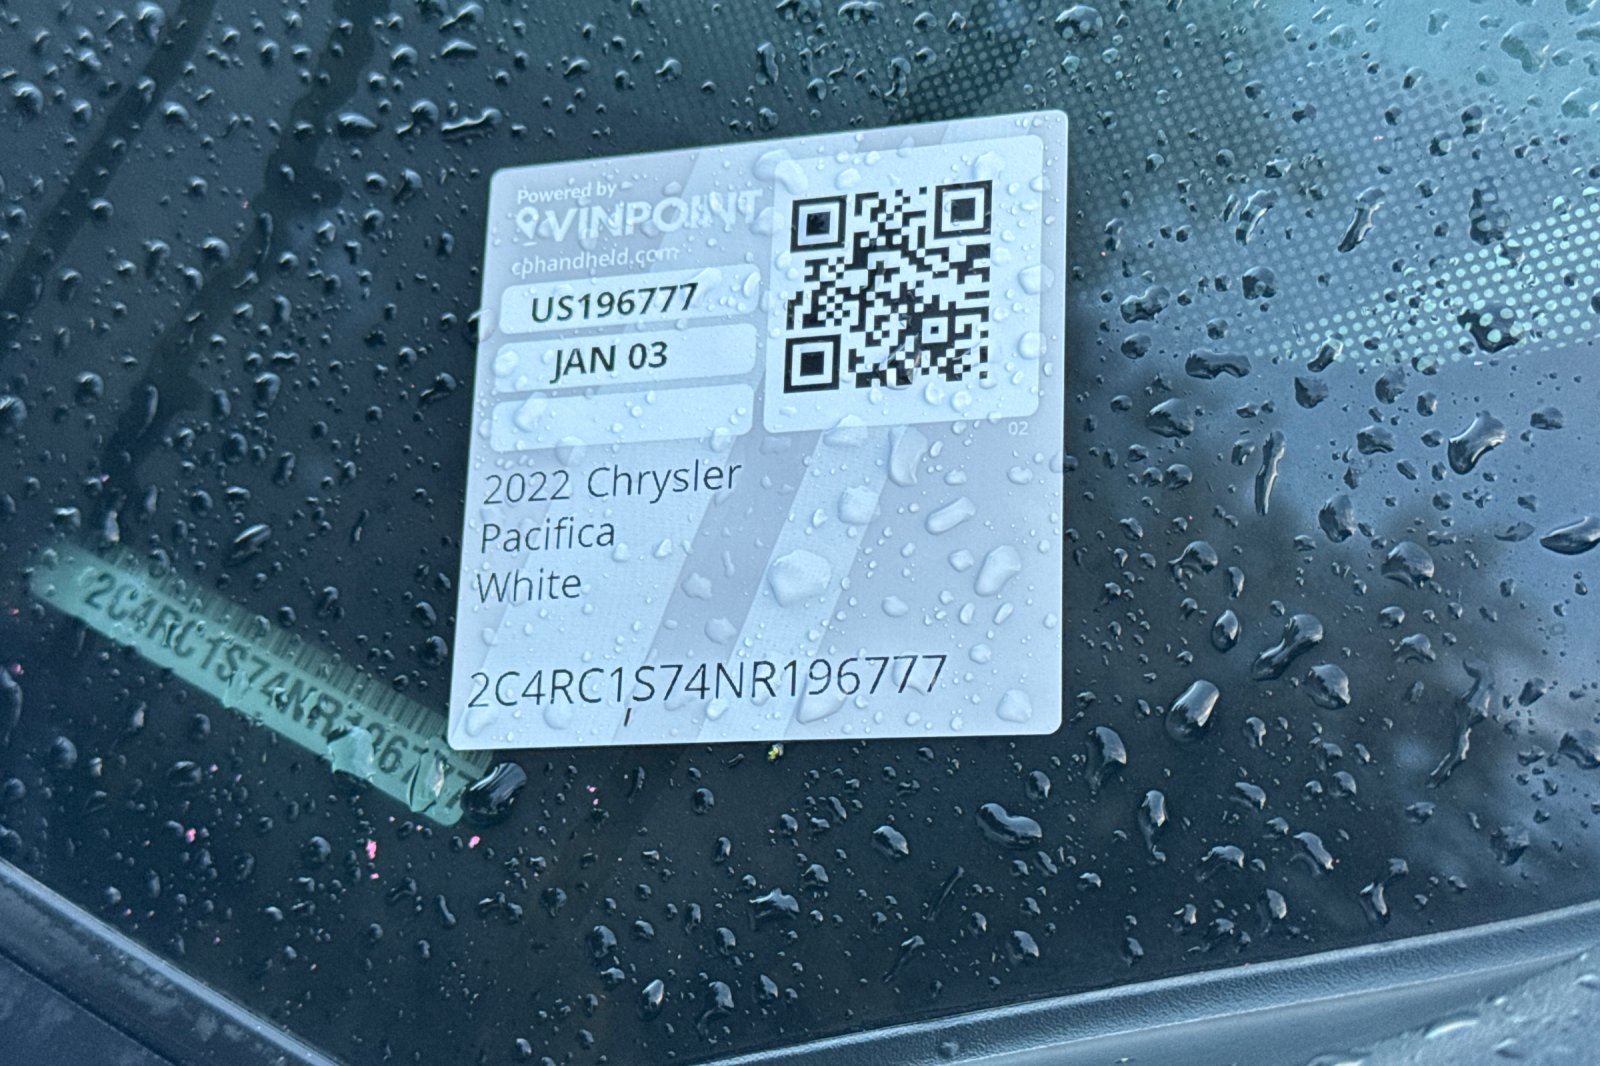 Powered by
VINPOINT
cphandheld.com
US196777
JAN 03
02
2022 Chrysler
Pacifica
White
2C4RC1S74NR196777
2C4RC1S74NR196777